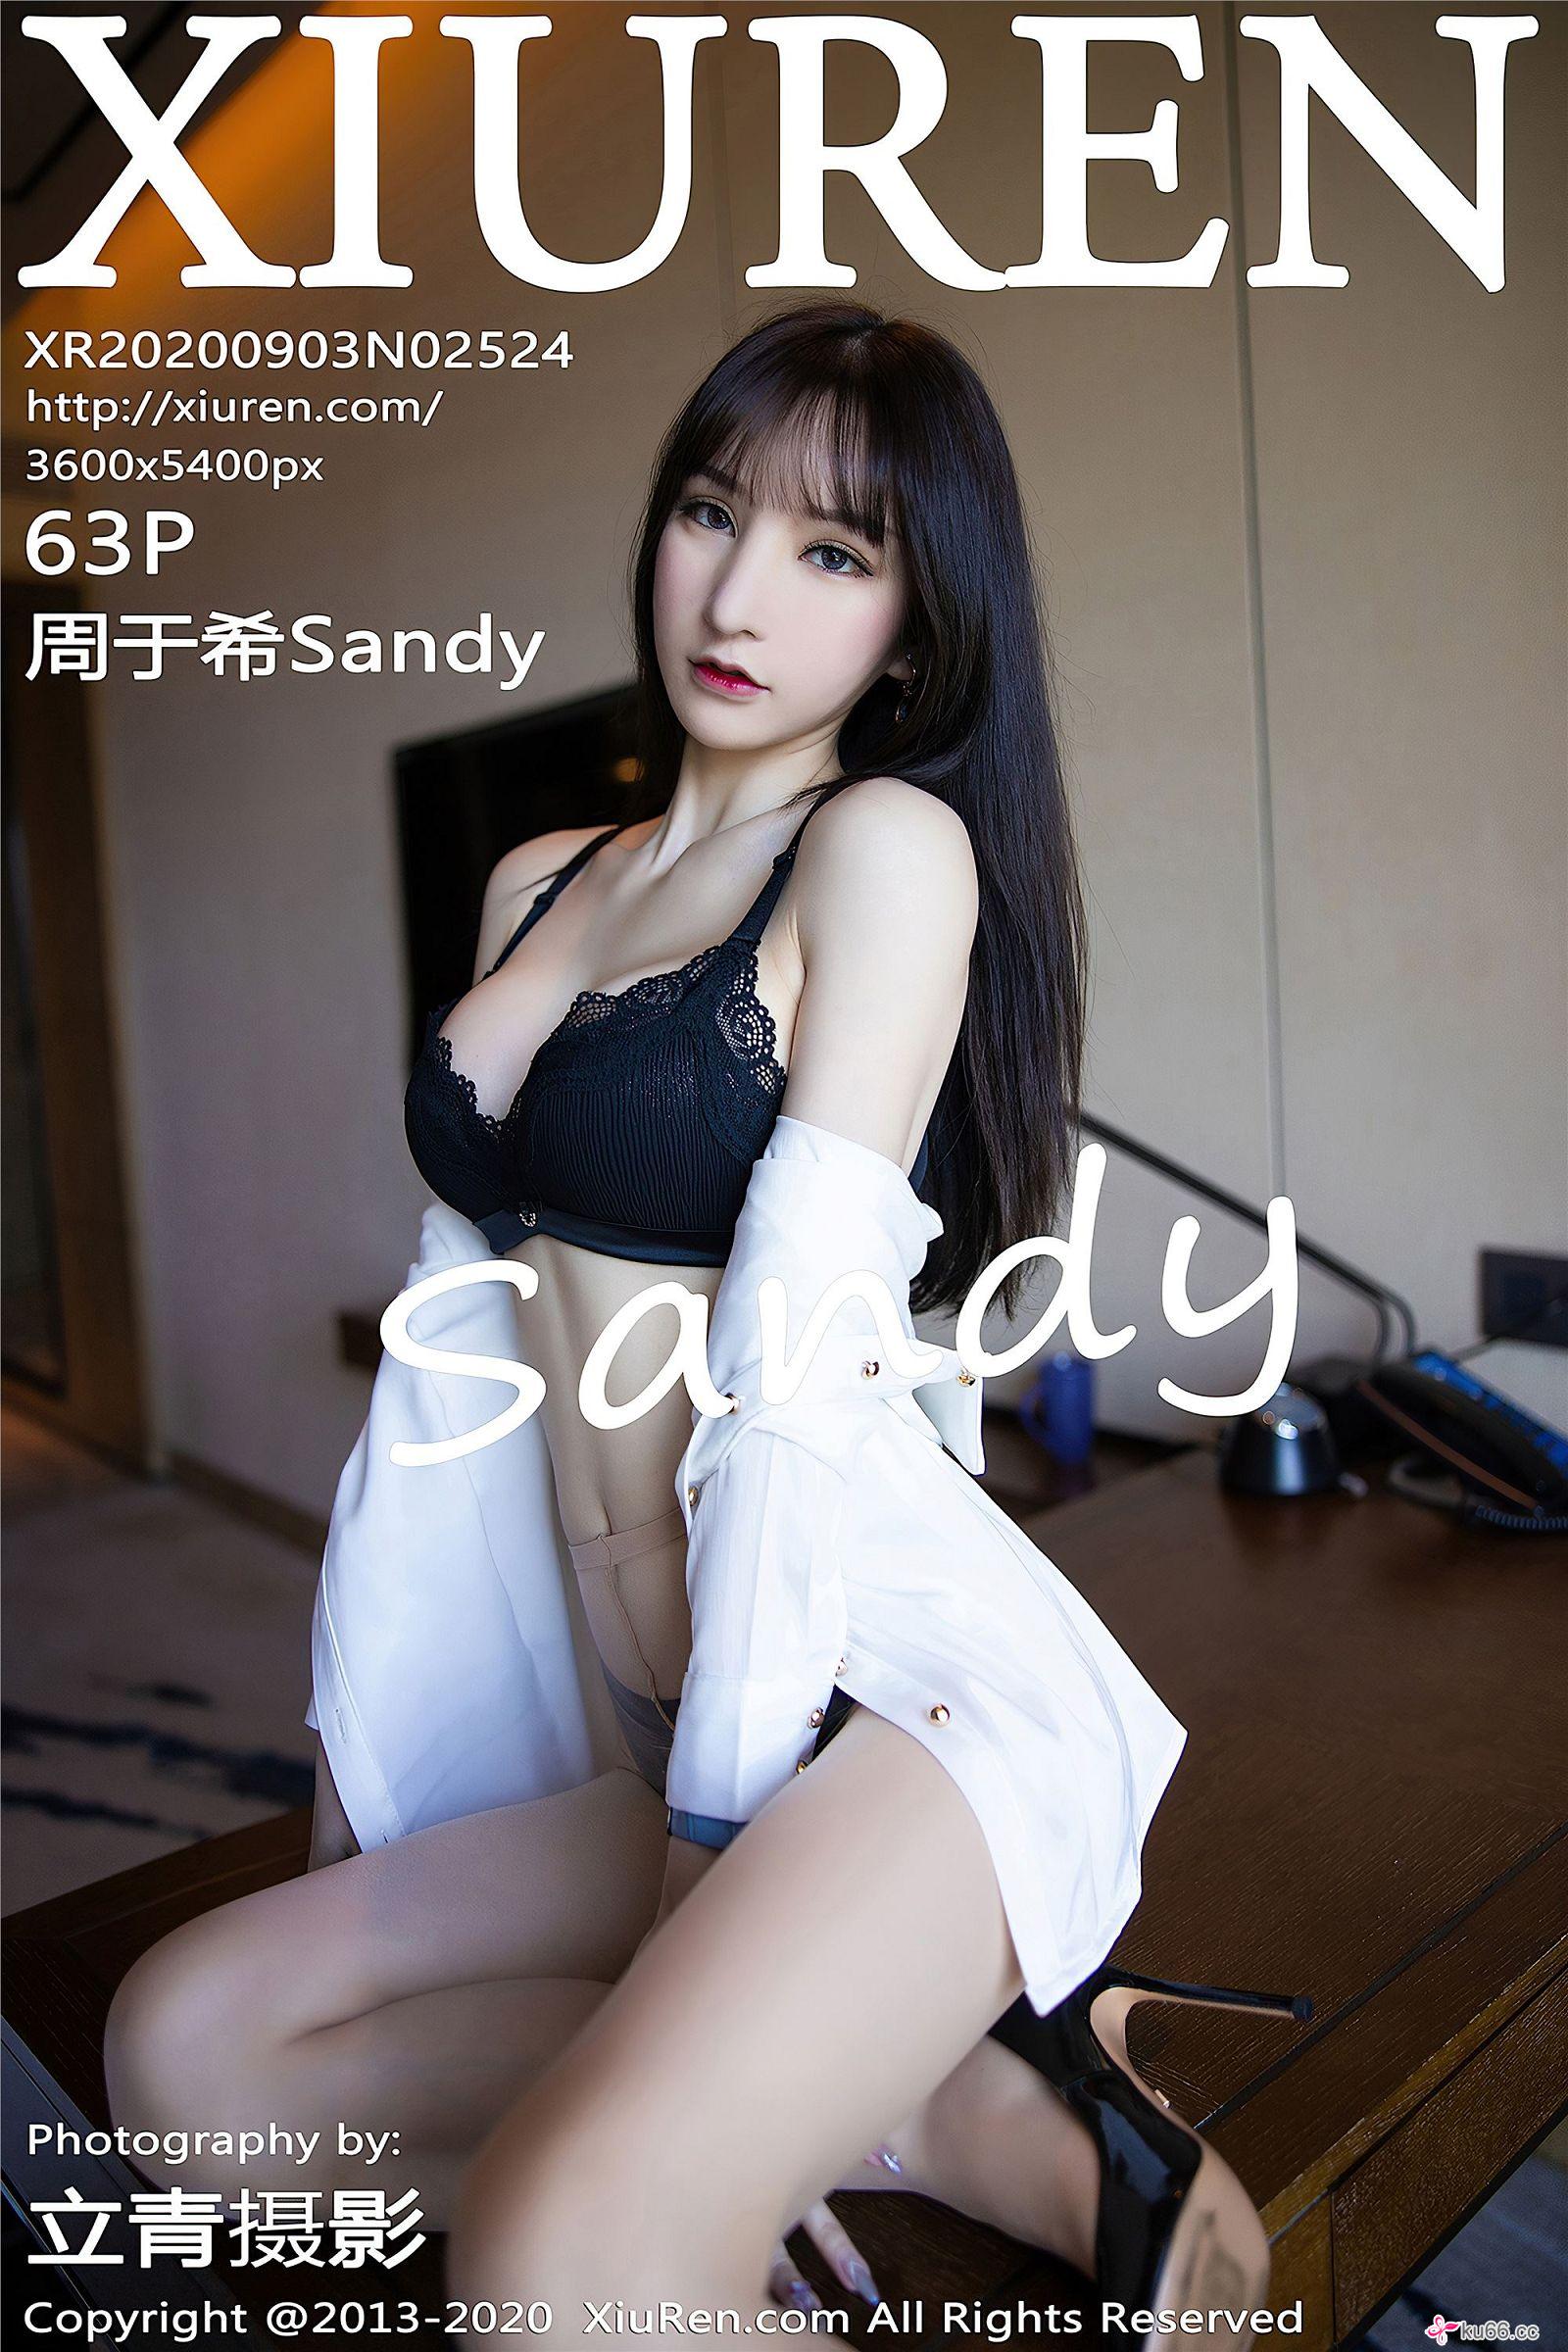 XIUREN
XR20200903N02524
http://xiuren.com/
3600x5400px
63P
周于希Sandy
Sandy
Photography by:
立青摄影
Copyright @2013-2020 XiuRen.com All Rights Reserved
ku66.cc